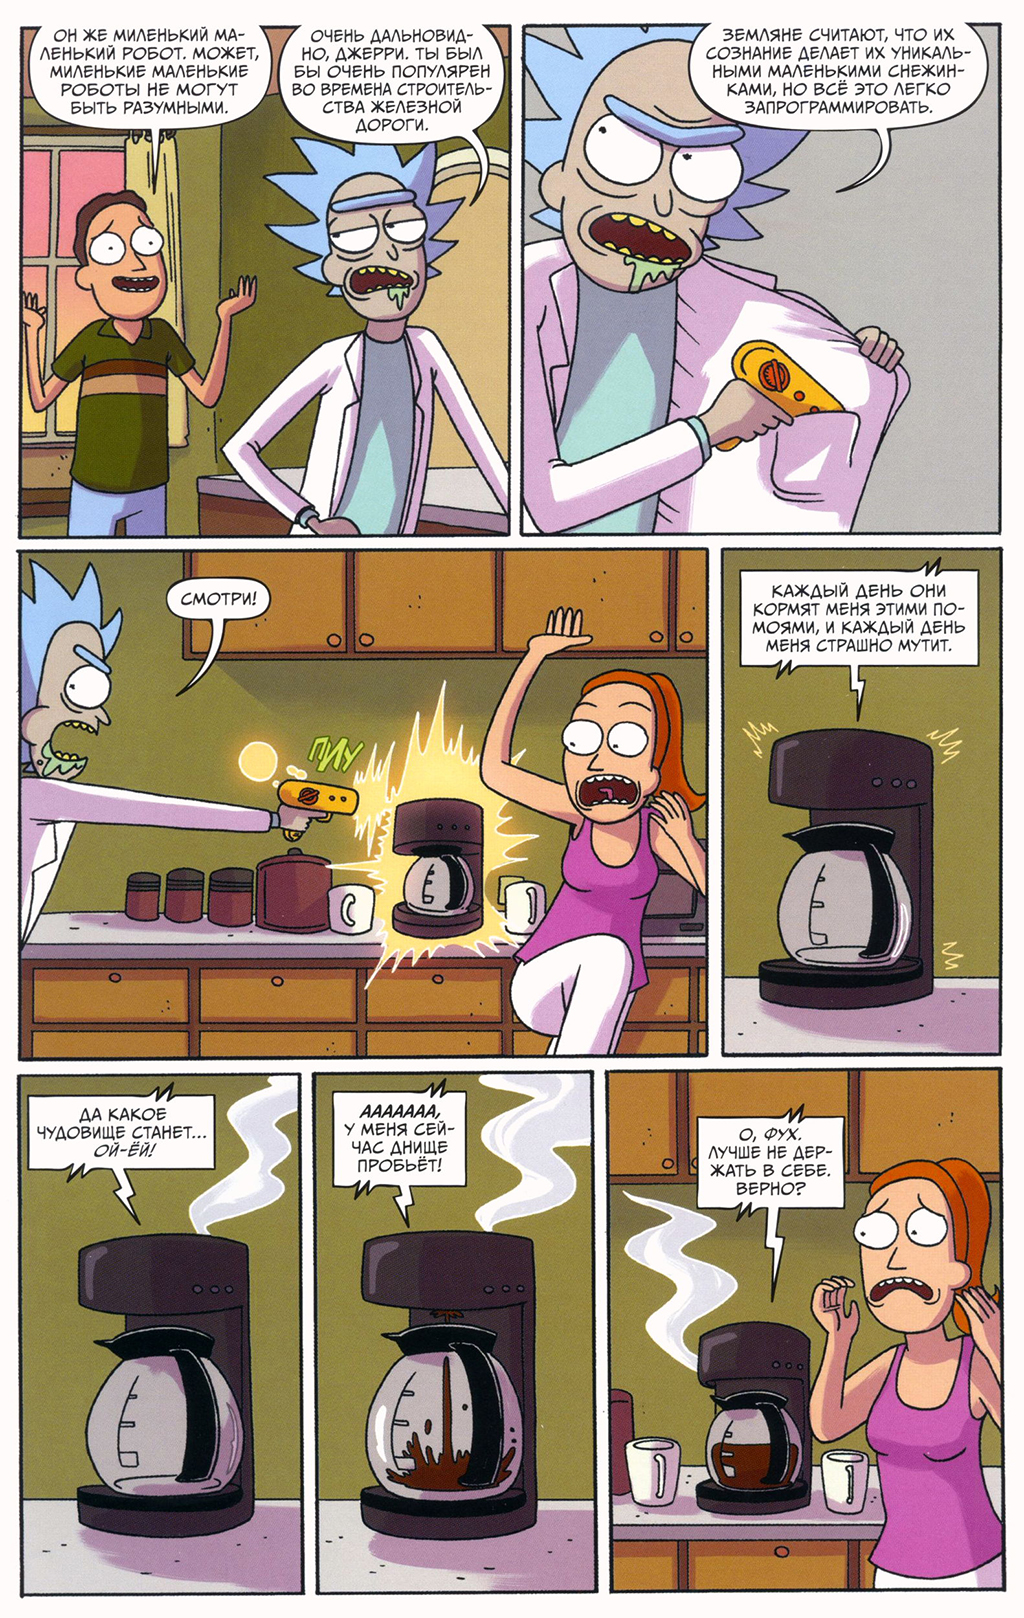 ОН ЖЕ МИЛЕНЬКИЙ МА-
ЛЕНЬКИЙ РОБОТ. МОЖЕТ,
МИЛЕНЬКИЕ МАЛЕНЬКИЕ
РОБОТЫ НЕ МОГУТ
БЫТЬ РАЗУМНЫМИ.
ОЧЕНЬ ДАЛЬНОВИД-
НО, ДЖЕРРИ. ТЫ БЫЛ
БЫ ОЧЕНЬ ПОПУЛЯРЕН
ВО ВРЕМЕНА СТРОИТЕЛЬ-
СТВА ЖЕЛЕЗНОЙ
ДОРОГИ.
ЗЕМЛЯНЕ СЧИТАЮТ, ЧТО ИХ
СОЗНАНИЕ ДЕЛАЕТ ИХ УНИКАЛЬ-
НЫМИ МАЛЕНЬКИМИ СНЕЖИН-
КАМИ, НО ВСЁ ЭТО ЛЕГКО
ЗАПРОГРАММИРОВАТЬ.
СМОТРИ!
ПИУ
КАЖДЫЙ ДЕНЬ ОНИ
КОРМЯТ МЕНЯ ЭТИМИ ПО-
МОЯМИ, И КАЖДЫЙ ДЕНЬ
МЕНЯ СТРАШНО МУТИТ.
ДА КАКОЕ
ЧУДОВИЩЕ СТАНЕТ...
ОЙ-ЁЙ!
ААААААА,
У МЕНЯ СЕЙ-
ЧАС ДНИЩЕ
ПРОБЬЁТ!
О, ФУХ.
ЛУЧШЕ НЕ ДЕР-
ЖАТЬ В СЕБЕ.
ВЕРНО?